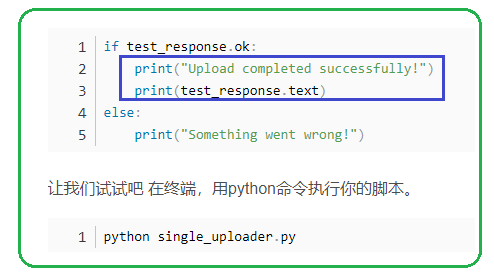 1 if test_response.ok:
2     print("Upload completed successfully!")
3     print(test_response.text)
4 else:
5     print("Something went wrong!")
让我们试试吧 在终端，用python命令执行你的脚本。
1 python single_uploader.py